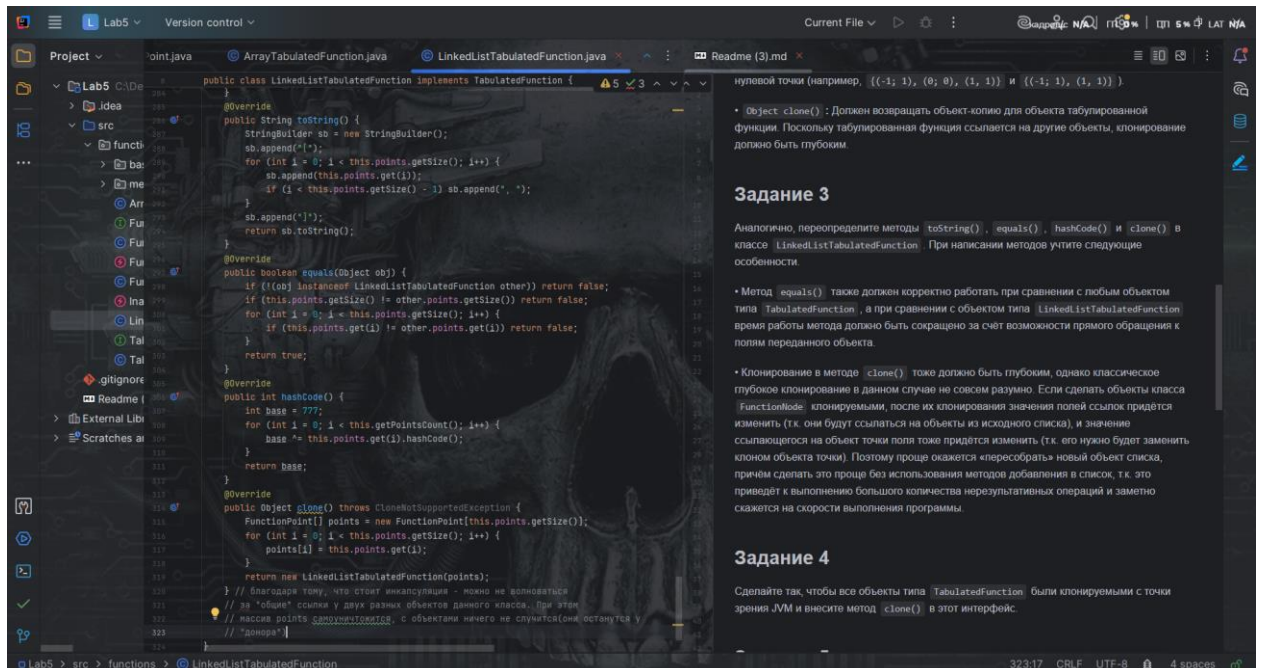 Lab5
Version control
Current File
N/A
5%
LAT N/A
Project
oint.java
ArrayTabulatedFunction.java
LinkedListTabulatedFunction.java
Readme (3).md
Lab5 C:\De
.idea
src
functi
ba
me
Arr
Fu
Fu
Fu
Fu
Ina
Lin
Tal
Tal
.gitignore
Readme (
External Libi
Scratches a
public class LinkedListTabulatedFunction implements TabulatedFunction {
5 3
}
@Override
public String toString() {
StringBuilder sb = new StringBuilder();
sb.append("[");
for (int i = 0; i < this.points.getSize(); i++) {
sb.append(this.points.get(i));
if (i < this.points.getSize() - 1) sb.append(", ");
}
sb.append("]");
return sb.toString();
}
@Override
public boolean equals(Object obj) {
if (!(obj instanceof LinkedListTabulatedFunction other)) return false;
if (this.points.getSize() != other.points.getSize()) return false;
for (int i = 0; i < this.points.getSize(); i++) {
if (this.points.get(i) != other.points.get(i)) return false;
}
return true;
}
@Override
public int hashCode() {
int base = 777;
for (int i = 0; i < this.getPointsCount(); i++) {
base ^= this.points.get(i).hashCode();
}
return base;
}
@Override
public Object clone() throws CloneNotSupportedException {
FunctionPoint[] points = new FunctionPoint[this.points.getSize()];
for (int i = 0; i < this.points.getSize(); i++) {
points[i] = this.points.get(i);
}
return new LinkedListTabulatedFunction(points);
} // благодаря тому, что стоит инкапсуляция - можно не волноваться
// за "общие" ссылки у двух разных объектов данного класса. При этом
// массив points самоуничтожится, с объектами ничего не случится(они останутся у
323 // "донора")
324 }
нулевой точки (например, {(-1; 1), (0; 0), (1, 1)} и {(-1; 1), (1, 1)} ).
• Object clone() : Должен возвращать объект-копию для объекта табулированной
функции. Поскольку табулированная функция ссылается на другие объекты, клонирование
должно быть глубоким.
Задание 3
Аналогично, переопределите методы toString() , equals() , hashCode() и clone() в
классе LinkedListTabulatedFunction . При написании методов учтите следующие
особенности.
• Метод equals() также должен корректно работать при сравнении с любым объектом
типа TabulatedFunction , а при сравнении с объектом типа LinkedListTabulatedFunction
время работы метода должно быть сокращено за счёт возможности прямого обращения к
полям переданного объекта.
• Клонирование в методе clone() тоже должно быть глубоким, однако классическое
глубокое клонирование в данном случае не совсем разумно. Если сделать объекты класса
FunctionNode клонируемыми, после их клонирования значения полей ссылок придётся
изменить (т.к. они будут ссылаться на объекты из исходного списка), и значение
ссылающегося на объект точки поля тоже придётся изменить (т.к. его нужно будет заменить
клоном объекта точки). Поэтому проще окажется «пересобрать» новый объект списка,
причём сделать это проще без использования методов добавления в список, т.к. это
приведёт к выполнению большого количества нерезультативных операций и заметно
скажется на скорости выполнения программы.
Задание 4
Сделайте так, чтобы все объекты типа TabulatedFunction были клонируемыми с точки
зрения JVM и внесите метод clone() в этот интерфейс.
Lab5 > src > functions > LinkedListTabulatedFunction
323:17 CRLF UTF-8 4 spaces